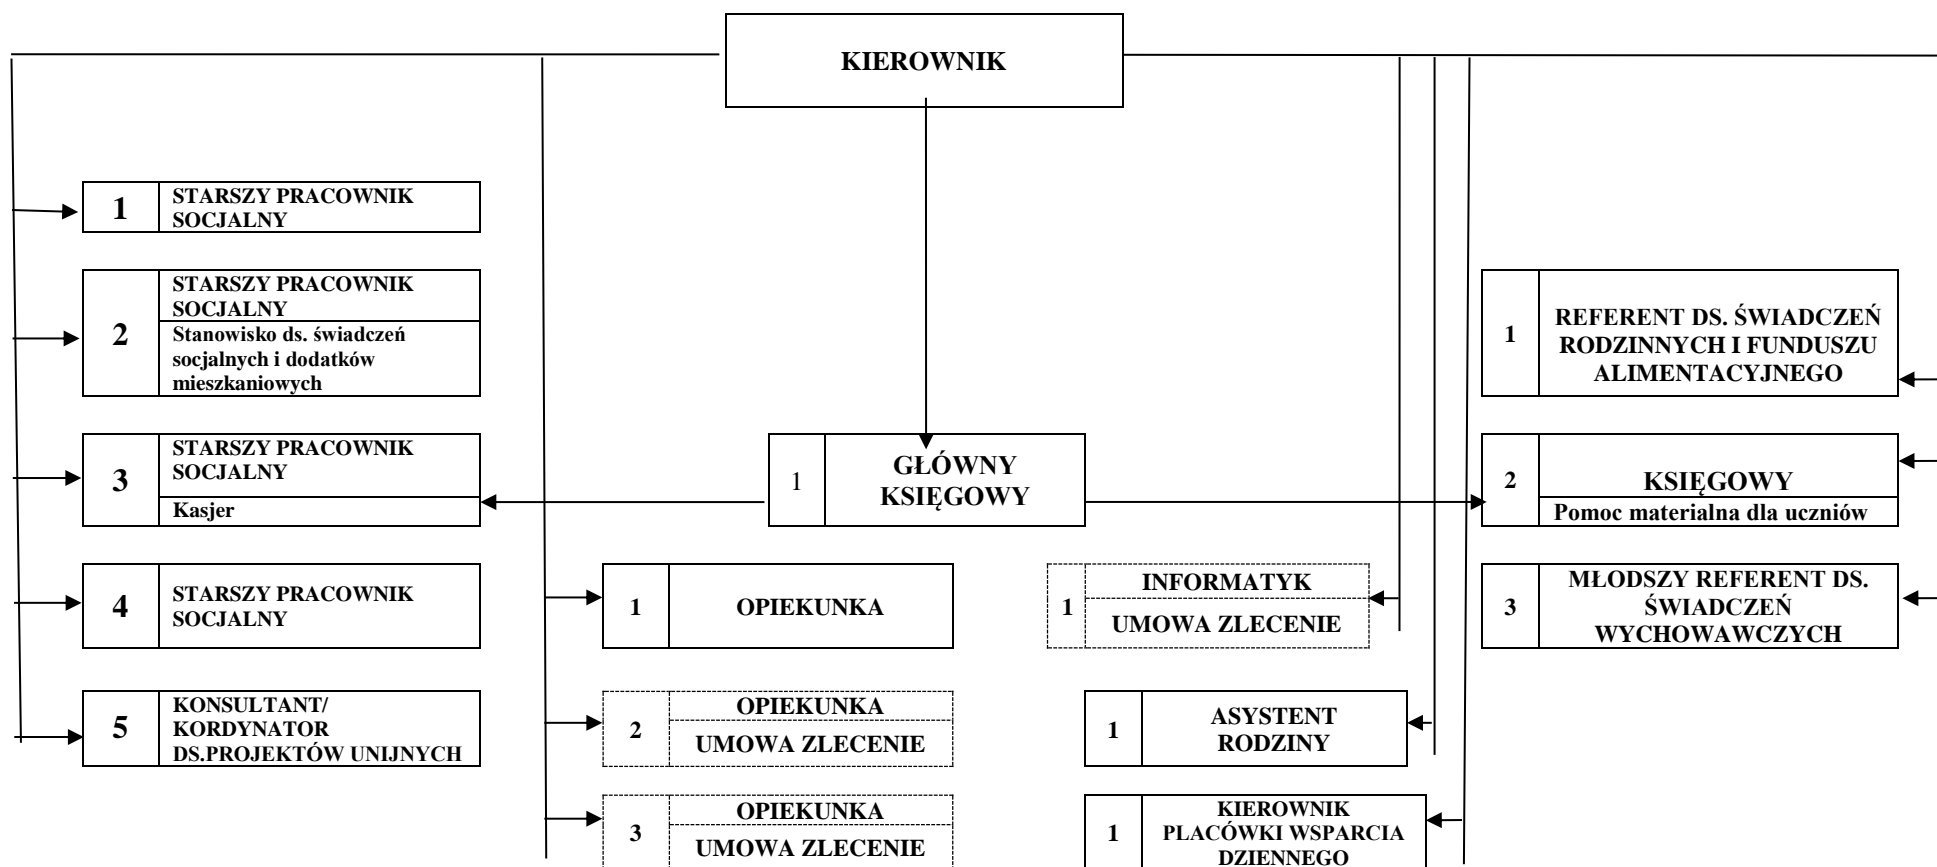 KIEROWNIK
1
STARSZY PRACOWNIK
SOCJALNY
2
STARSZY PRACOWNIK
SOCJALNY
Stanowisko ds. świadczeń
socjalnych i dodatków
mieszkaniowych
3
STARSZY PRACOWNIK
SOCJALNY
Kasjer
4
STARSZY PRACOWNIK
SOCJALNY
5
KONSULTANT/
KORDYNATOR
DS.PROJEKTÓW UNIJNYCH
1
GŁÓWNY
KSIĘGOWY
1
OPIEKUNKA
2
OPIEKUNKA
UMOWA ZLECENIE
3
OPIEKUNKA
UMOWA ZLECENIE
1
INFORMATYK
UMOWA ZLECENIE
1
ASYSTENT
RODZINY
1
KIEROWNIK
PLACÓWKI WSPARCIA
DZIENNEGO
1
REFERENT DS. ŚWIADCZEŃ
RODZINNYCH I FUNDUSZU
ALIMENTACYJNEGO
2
KSIĘGOWY
Pomoc materialna dla uczniów
3
MŁODSZY REFERENT DS.
ŚWIADCZEŃ
WYCHOWAWCZYCH